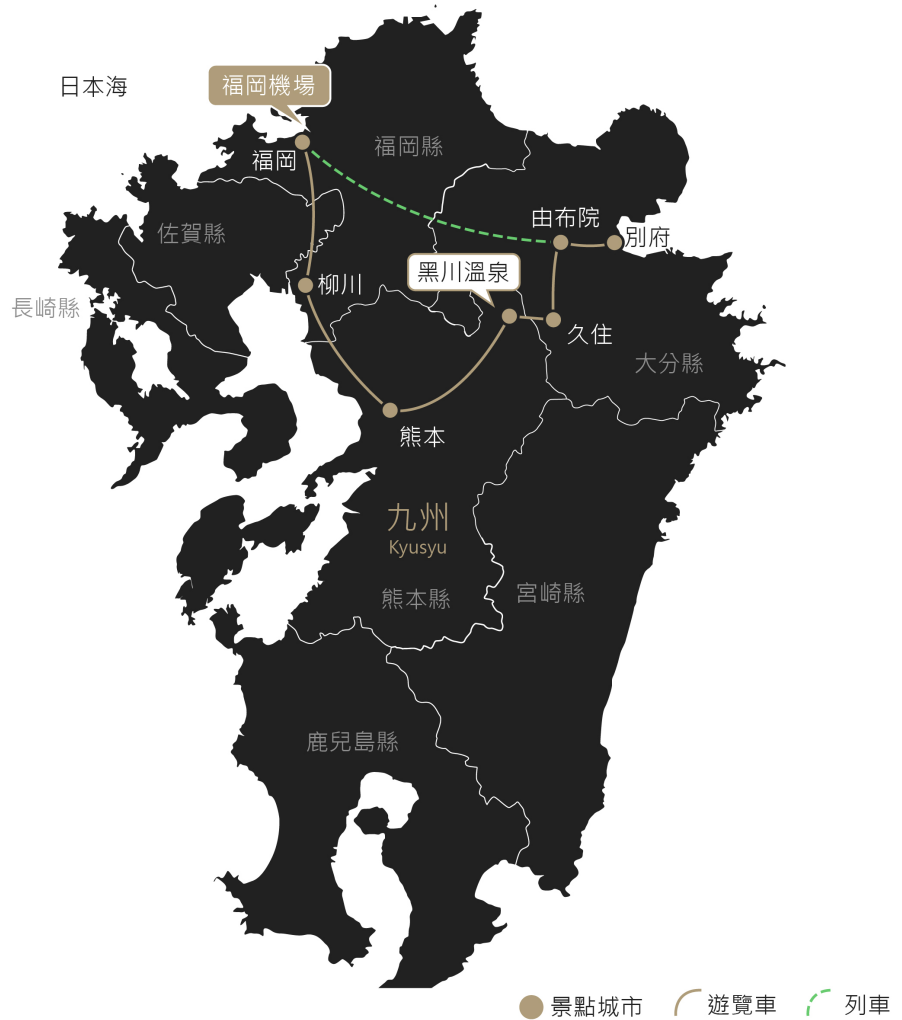 日本海
福岡機場
福岡
福岡縣
佐賀縣
由布院
別府
黑川溫泉
柳川
長崎縣
久住
大分縣
熊本
九州
Kyusyu
熊本縣
宮崎縣
鹿兒島縣
景點城市
遊覽車
列車